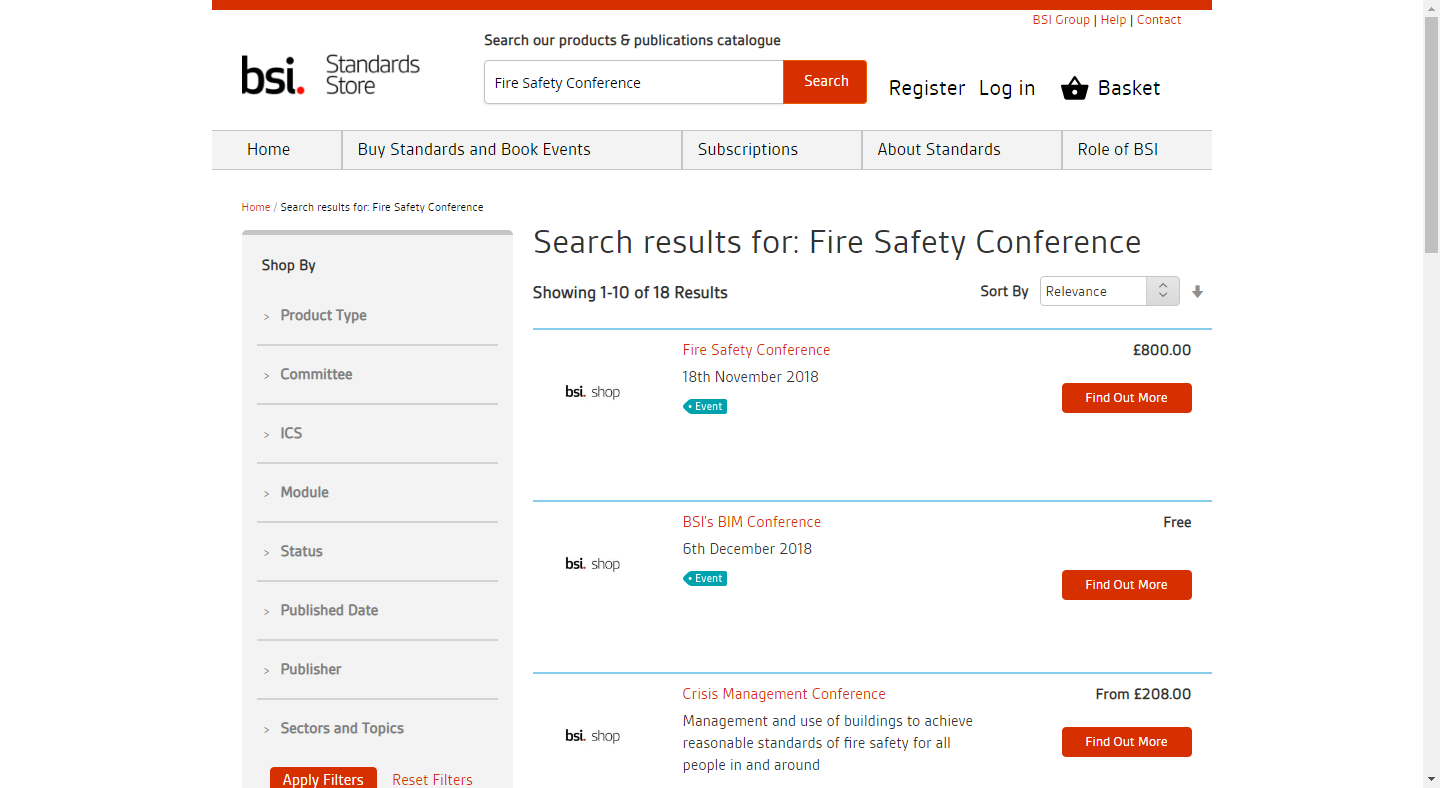 BSI Group | Help | Contact
Search our products & publications catalogue
bsi. Standards
Store
Fire Safety Conference
Search
Register
Log in
Basket
Home
Buy Standards and Book Events
Subscriptions
About Standards
Role of BSI
Home / Search results for: Fire Safety Conference
Shop By
> Product Type
> Committee
> ICS
> Module
> Status
> Published Date
> Publisher
> Sectors and Topics
Apply Filters
Reset Filters
Search results for: Fire Safety Conference
Showing 1-10 of 18 Results
Sort By
Relevance
bsi. shop
Fire Safety Conference
18th November 2018
Event
£800.00
Find Out More
bsi. shop
BSI's BIM Conference
6th December 2018
Event
Free
Find Out More
bsi. shop
Crisis Management Conference
Management and use of buildings to achieve
reasonable standards of fire safety for all
people in and around
From £208.00
Find Out More